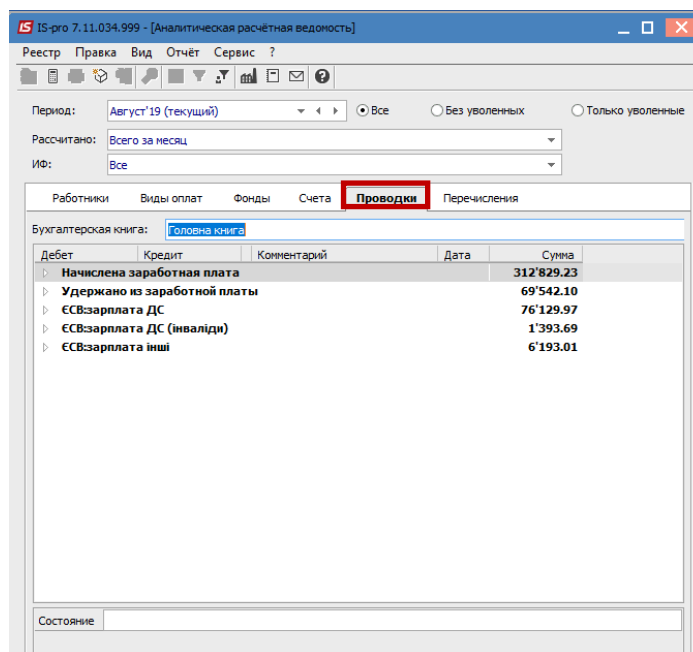 IS-pro 7.11.034.999 - [Аналитическая расчётная ведомость]
Реестр Правка Вид Отчёт Сервис ?
Период: Август'19 (текущий) Все Без уволенных Только уволенные
Рассчитано: Всего за месяц
ИФ: Все
Работники Виды оплат Фонды Счета Проводки Перечисления
Бухгалтерская книга: Головна книга
Дебет Кредит Комментарий Дата Сумма
Начислена заработная плата 312'829.23
Удержано из заработной платы 69'542.10
ЄСВ:зарплата ДС 76'129.97
ЄСВ:зарплата ДС (інваліди) 1'393.69
ЄСВ:зарплата інші 6'193.01
Состояние